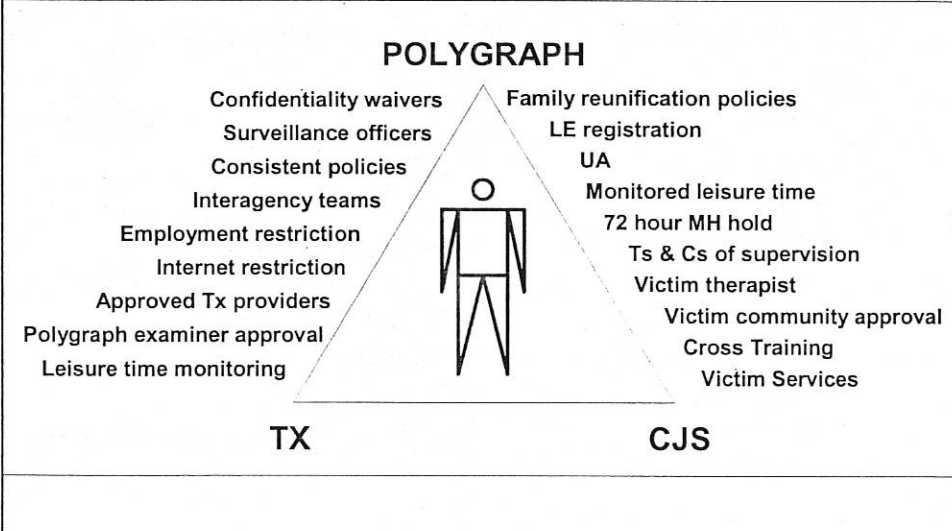 POLYGRAPH
Confidentiality waivers
Surveillance officers
Consistent policies
Interagency teams
Employment restriction
Internet restriction
Approved Tx providers
Polygraph examiner approval
Leisure time monitoring
Family reunification policies
LE registration
UA
Monitored leisure time
72 hour MH hold
Ts & Cs of supervision
Victim therapist
Victim community approval
Cross Training
Victim Services
TX
CJS